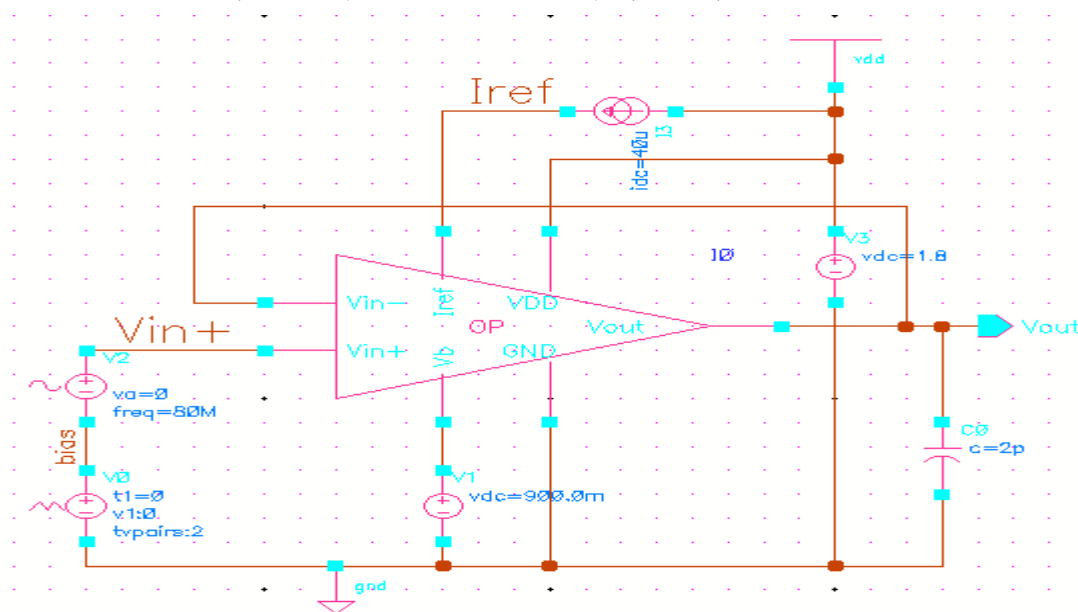 vdd
Iref
I3
idc=40u
V3
vdc=1.8
I0
Vin-
Iref
VDD
OP
Vout
Vin+
Vin+
Vb
GND
Vout
V2
va=0
freq=80M
bias
V0
t1=0
v1:0
tvpairs:2
V1
vdc=900.0m
C0
c=2p
gnd